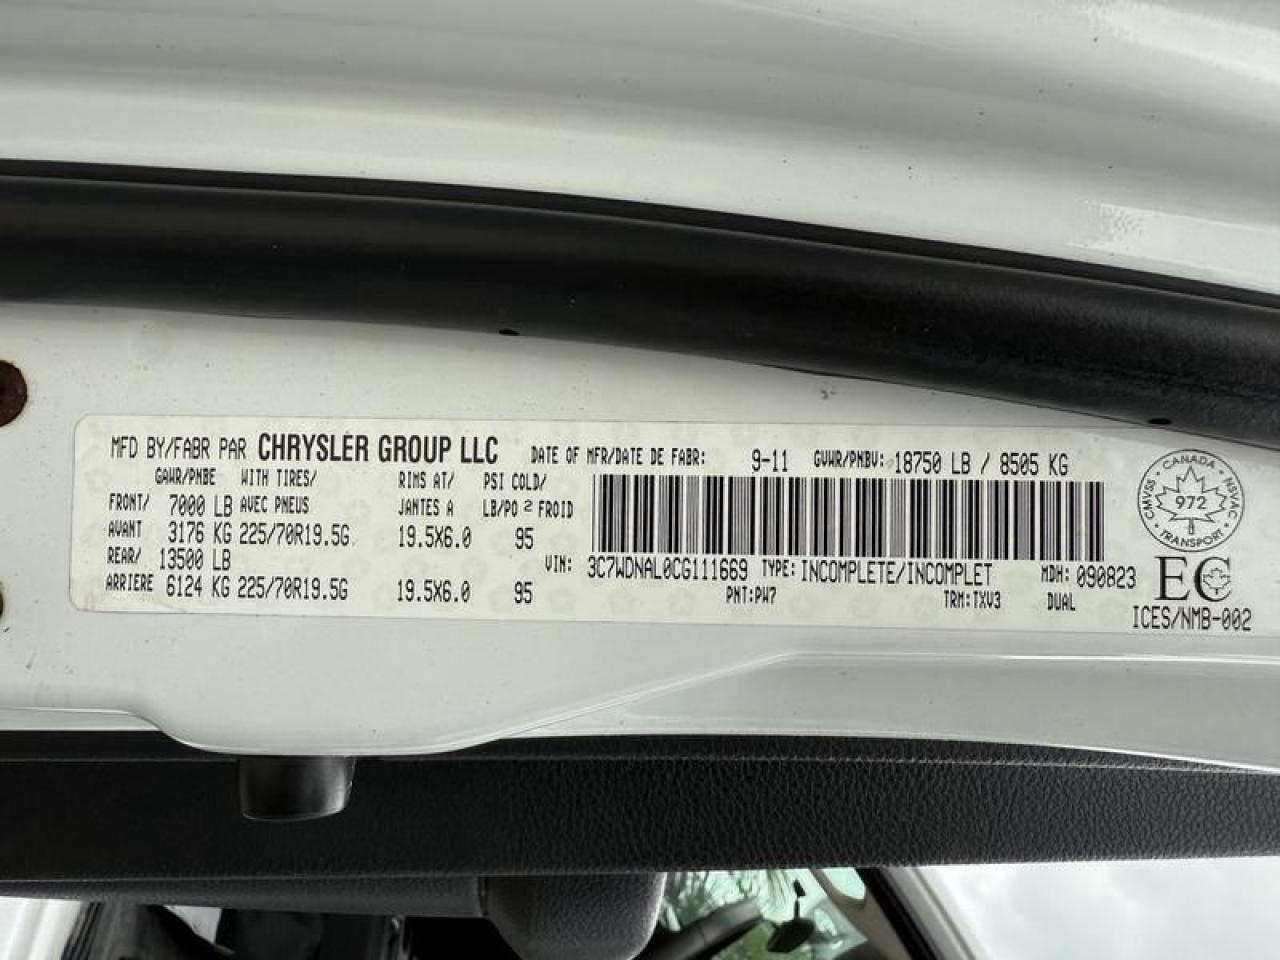 MFD BY/FABR PAR CHRYSLER GROUP LLC DATE OF MFR/DATE DE FABR: 9-11 GVWR/PNBV: 18750 LB / 8505 KG
GAWR/PNBE WITH TIRES/ RIMS AT/ PSI COLD/
FRONT/ 7000 LB AVEC PNEUS JANTES A LB/PO 2 FROID
AVANT 3176 KG 225/70R19.5G 19.5X6.0 95
REAR/ 13500 LB
ARRIERE 6124 KG 225/70R19.5G 19.5X6.0 95
VIN: 3C7WDNAL0CG111669 TYPE: INCOMPLETE/INCOMPLET MDH: 090823
PNT: PW7 TRM: TXV3 DUAL
CANADA
CMVSS 972 NSVAC
TRANSPORT
EC
ICES/NMB-002